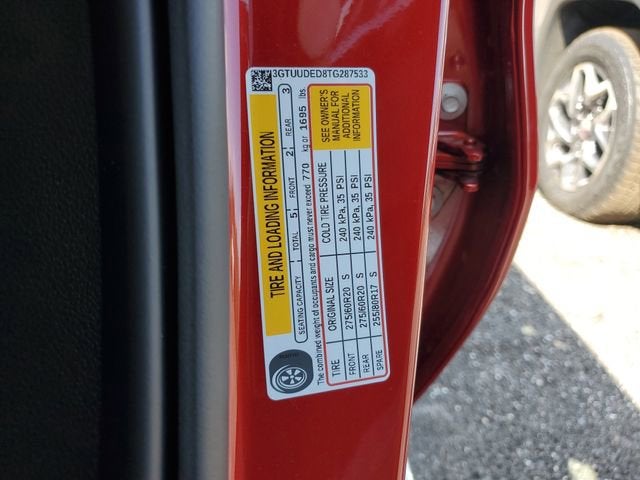 3GTUUDED8TG287533
TIRE AND LOADING INFORMATION
SEATING CAPACITY TOTAL 5 FRONT 2 REAR 3
The combined weight of occupants and cargo must never exceed 770 kg or 1695 lbs.
TIRE ORIGINAL SIZE COLD TIRE PRESSURE
FRONT 275/60R20 S 240 kPa, 35 PSI
REAR 275/60R20 S 240 kPa, 35 PSI
SPARE 255/80R17 S 240 kPa, 35 PSI
SEE OWNER'S
MANUAL FOR
ADDITIONAL
INFORMATION